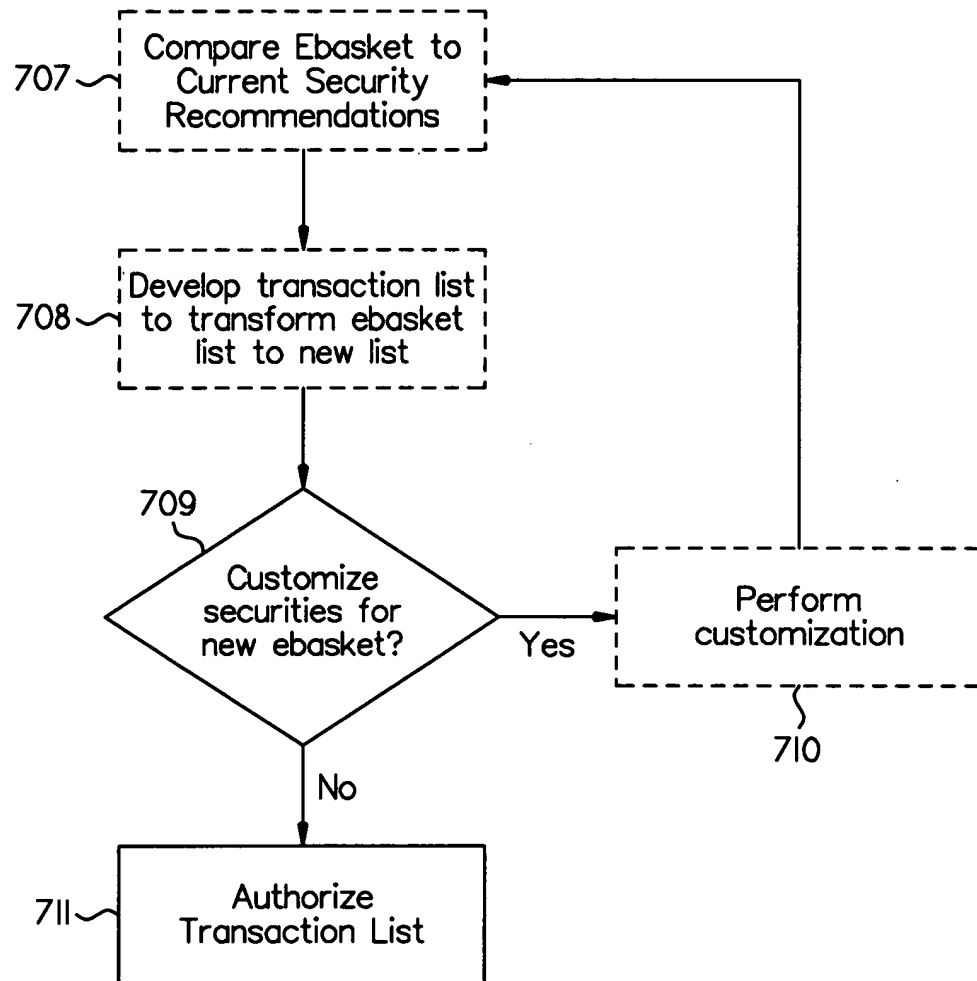 Compare Ebasket to
Current Security
Recommendations
707
Develop transaction list
to transform ebasket
list to new list
708
709
Customize
securities for
new ebasket?
Yes
Perform
customization
710
No
Authorize
Transaction List
711